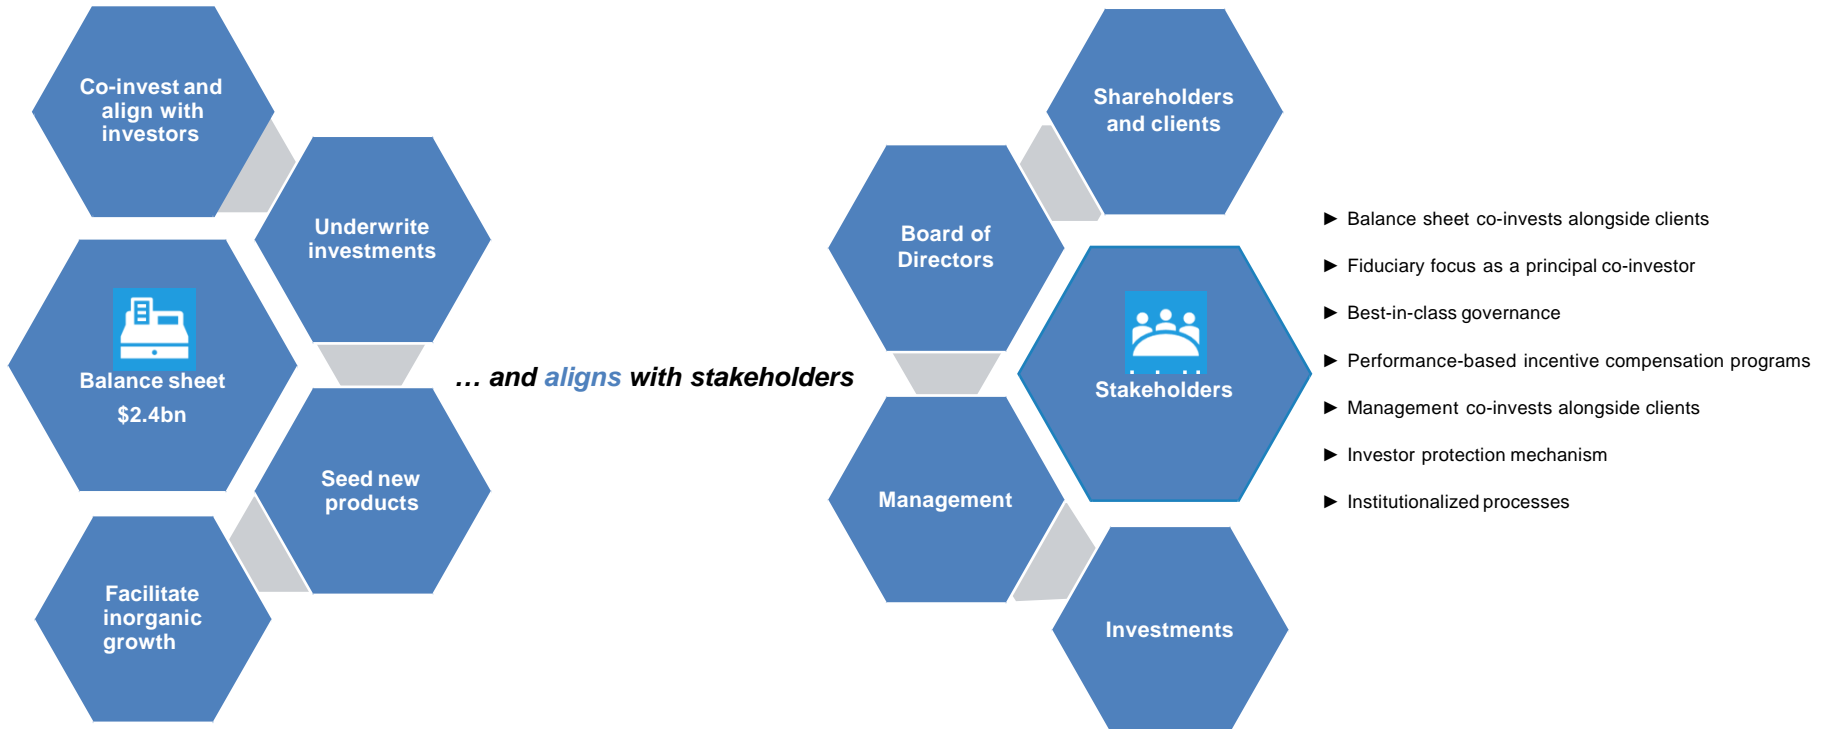 Co-invest and
align with
investors
Underwrite
investments
Balance sheet
$2.4bn
Seed new
products
Facilitate
inorganic
growth
… and aligns with stakeholders
Shareholders
and clients
Board of
Directors
Stakeholders
Management
Investments
► Balance sheet co-invests alongside clients
► Fiduciary focus as a principal co-investor
► Best-in-class governance
► Performance-based incentive compensation programs
► Management co-invests alongside clients
► Investor protection mechanism
► Institutionalized processes